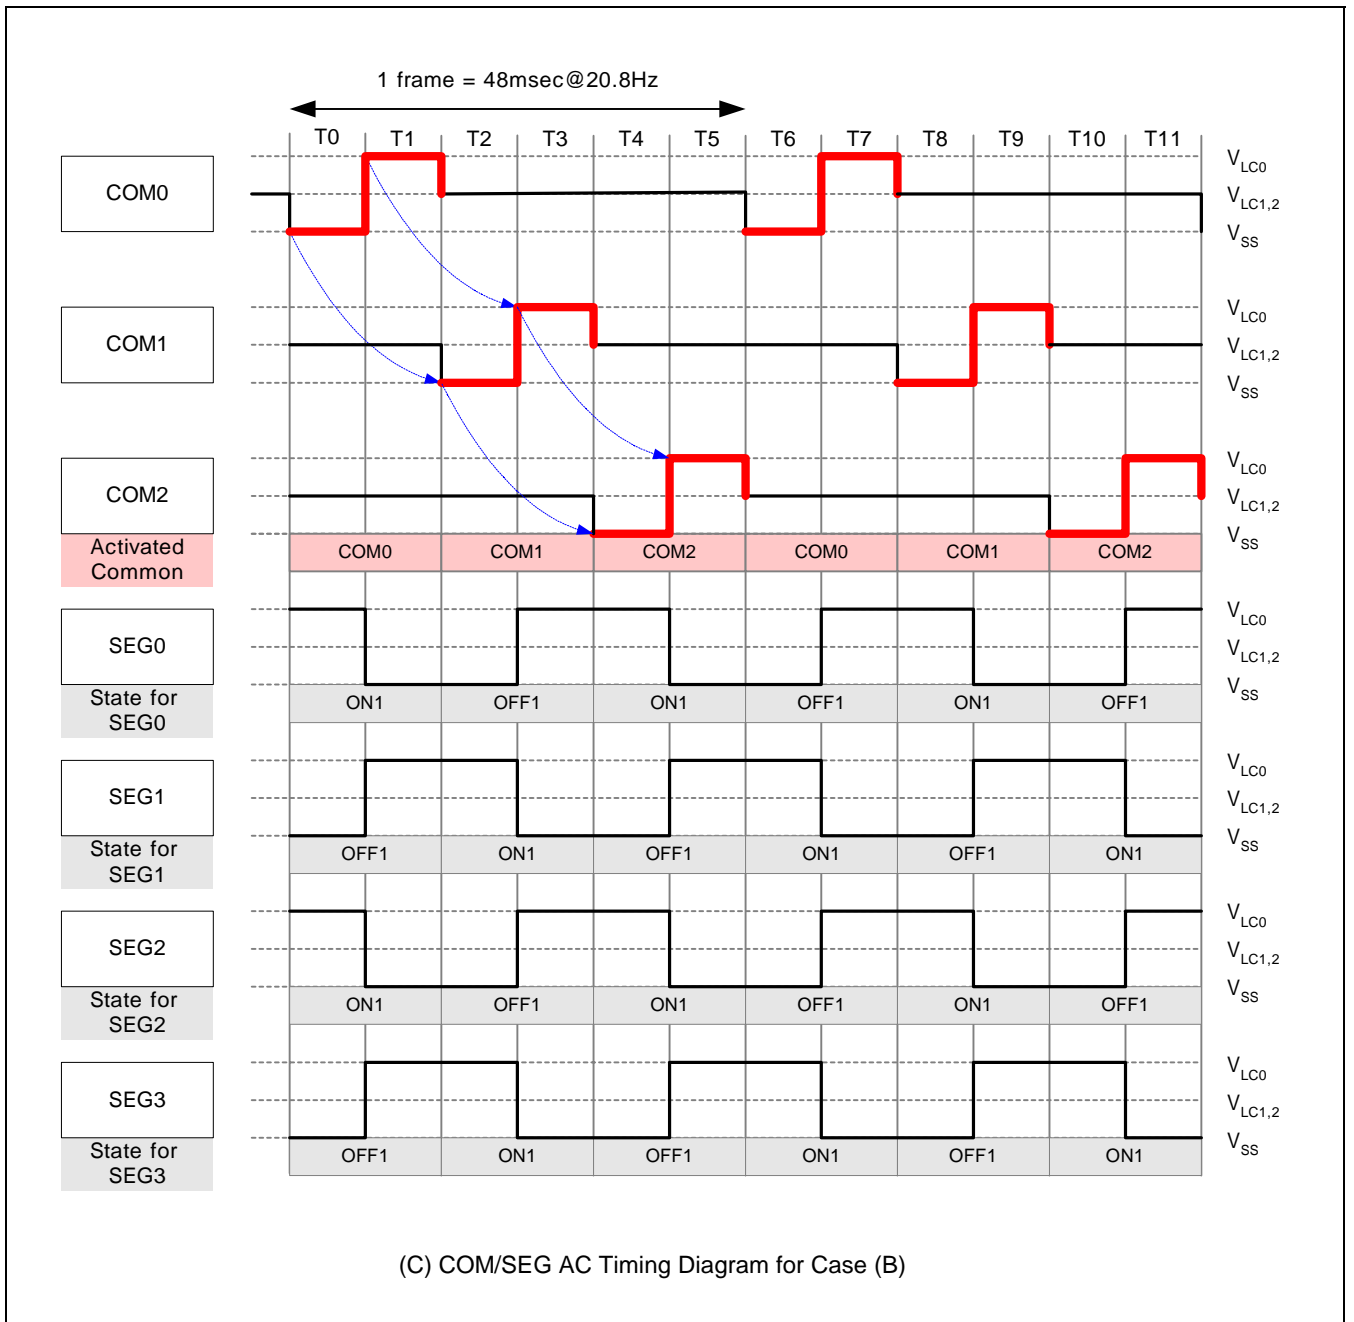 1 frame = 48msec@20.8Hz
T0 T1 T2 T3 T4 T5 T6 T7 T8 T9 T10 T11
COM0
VLC0
VLC1,2
VSS
COM1
VLC0
VLC1,2
VSS
COM2
VLC0
VLC1,2
VSS
Activated
Common
COM0 COM1 COM2 COM0 COM1 COM2
SEG0
VLC0
VLC1,2
VSS
State for
SEG0
ON1 OFF1 ON1 OFF1 ON1 OFF1
SEG1
VLC0
VLC1,2
VSS
State for
SEG1
OFF1 ON1 OFF1 ON1 OFF1 ON1
SEG2
VLC0
VLC1,2
VSS
State for
SEG2
ON1 OFF1 ON1 OFF1 ON1 OFF1
SEG3
VLC0
VLC1,2
VSS
State for
SEG3
OFF1 ON1 OFF1 ON1 OFF1 ON1
(C) COM/SEG AC Timing Diagram for Case (B)